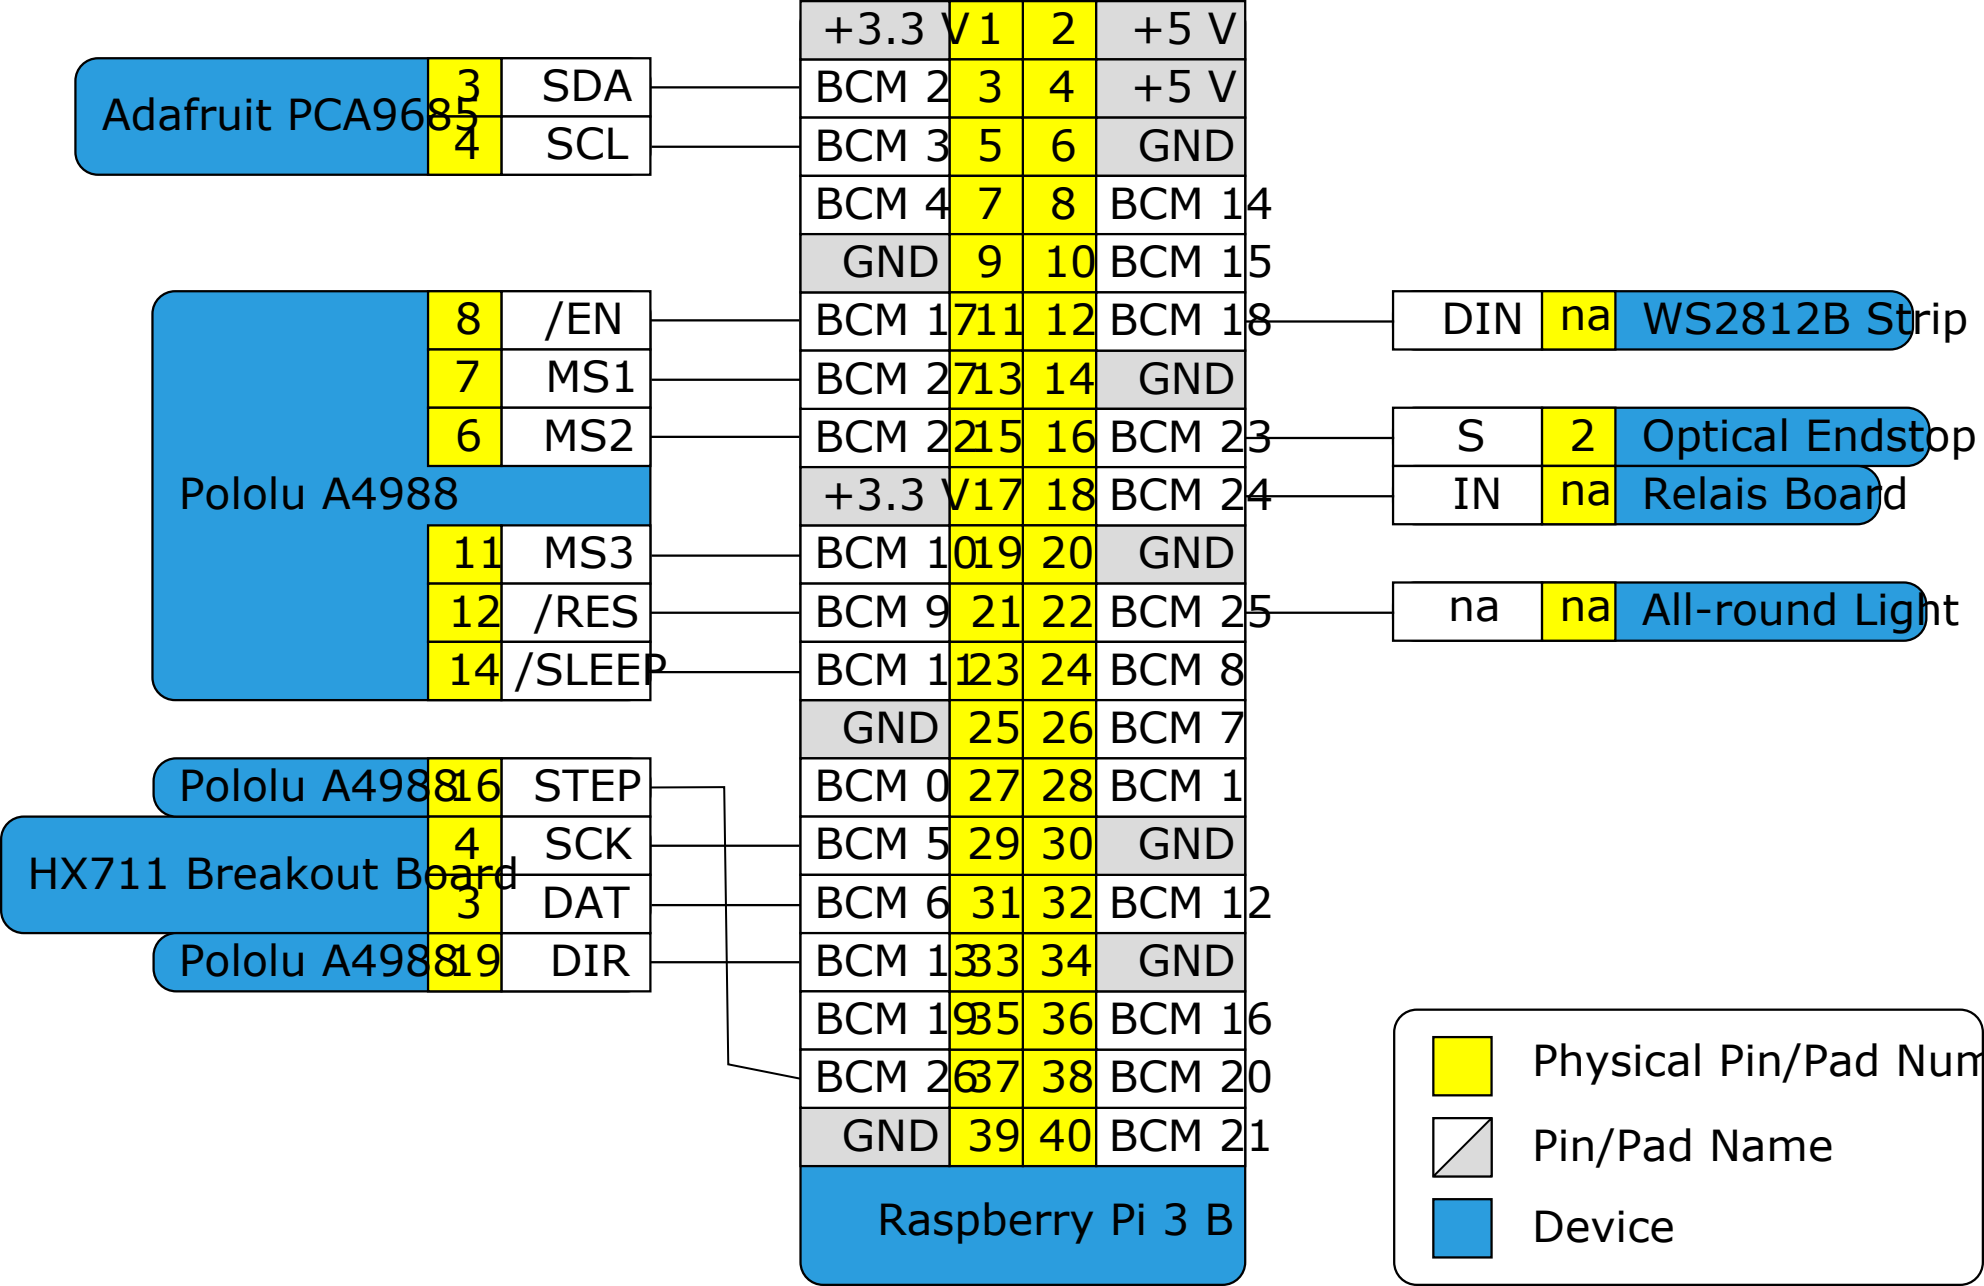 +3.3 V 1 2 +5 V
Adafruit PCA9685 3 SDA BCM 2 3 4 +5 V
4 SCL BCM 3 5 6 GND
BCM 4 7 8 BCM 14
GND 9 10 BCM 15
8 /EN BCM 17 11 12 BCM 18 DIN na WS2812B Strip
7 MS1 BCM 27 13 14 GND
6 MS2 BCM 22 15 16 BCM 23 S 2 Optical Endstop
Pololu A4988 +3.3 V 17 18 BCM 24 IN na Relais Board
11 MS3 BCM 10 19 20 GND
12 /RES BCM 9 21 22 BCM 25 na na All-round Light
14 /SLEEP BCM 11 23 24 BCM 8
GND 25 26 BCM 7
Pololu A4988 16 STEP BCM 0 27 28 BCM 1
HX711 Breakout Board 4 SCK BCM 5 29 30 GND
3 DAT BCM 6 31 32 BCM 12
Pololu A4988 19 DIR BCM 13 33 34 GND
BCM 19 35 36 BCM 16
BCM 26 37 38 BCM 20
GND 39 40 BCM 21
Raspberry Pi 3 B
Physical Pin/Pad Num
Pin/Pad Name
Device